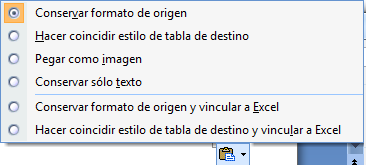 Conservar formato de origen
Hacer coincidir estilo de tabla de destino
Pegar como imagen
Conservar sólo texto
Conservar formato de origen y vincular a Excel
Hacer coincidir estilo de tabla de destino y vincular a Excel